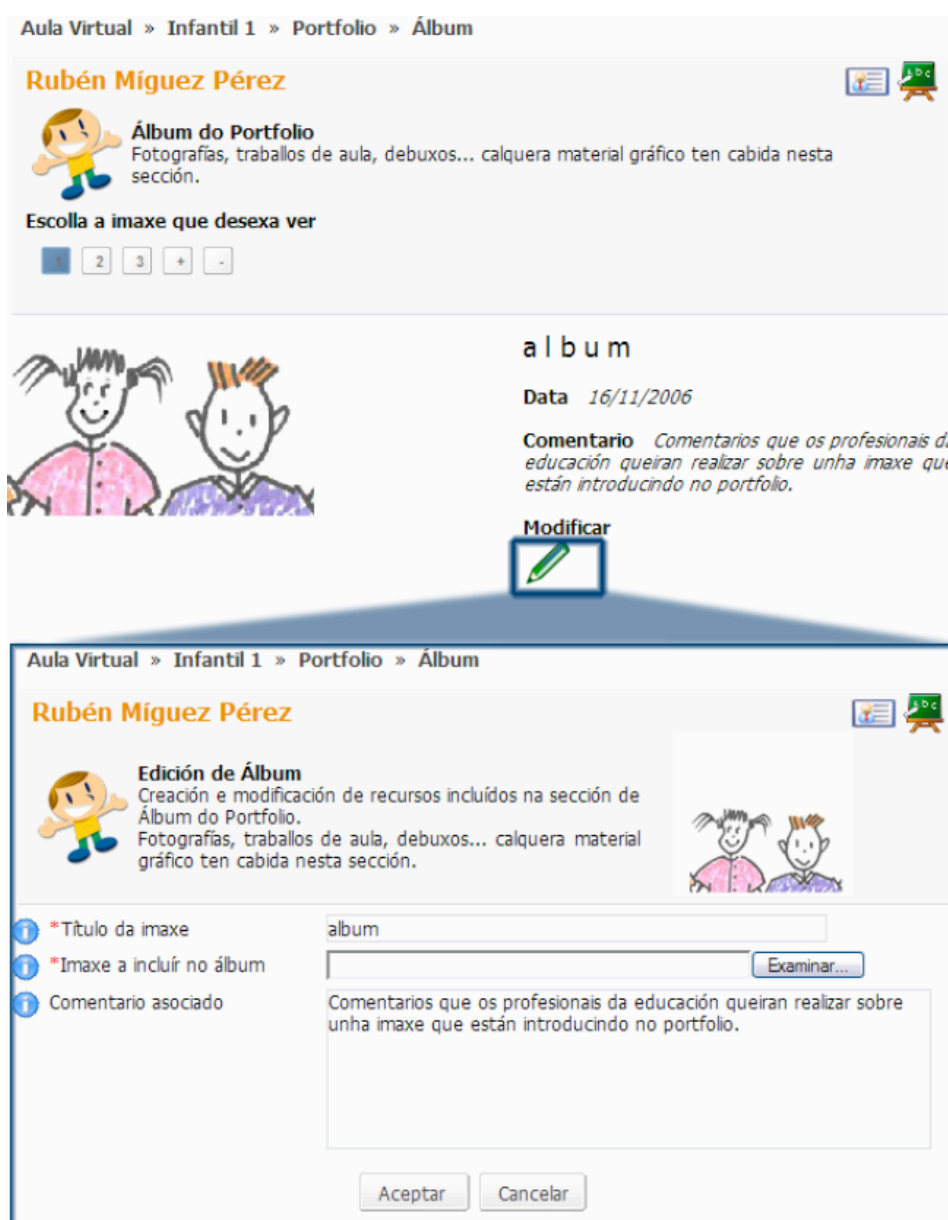 Aula Virtual » Infantil 1 » Portfolio » Álbum
Rubén Míguez Pérez
abc
Álbum do Portfolio
Fotografías, traballos de aula, debuxos... calquera material gráfico ten cabida nesta
sección.
Escolla a imaxe que desexa ver
1 2 3 + -
album
Data 16/11/2006
Comentario Comentarios que os profesionais da
educación queiran realizar sobre unha imaxe que
están introducindo no portfolio.
Modificar
Aula Virtual » Infantil 1 » Portfolio » Álbum
Rubén Míguez Pérez
abc
Edición de Álbum
Creación e modificación de recursos incluídos na sección de
Álbum do Portfolio.
Fotografías, traballos de aula, debuxos... calquera material
gráfico ten cabida nesta sección.
*Título da imaxe album
*Imaxe a incluír no álbum Examinar...
Comentario asociado Comentarios que os profesionais da educación queiran realizar sobre
unha imaxe que están introducindo no portfolio.
Aceptar Cancelar